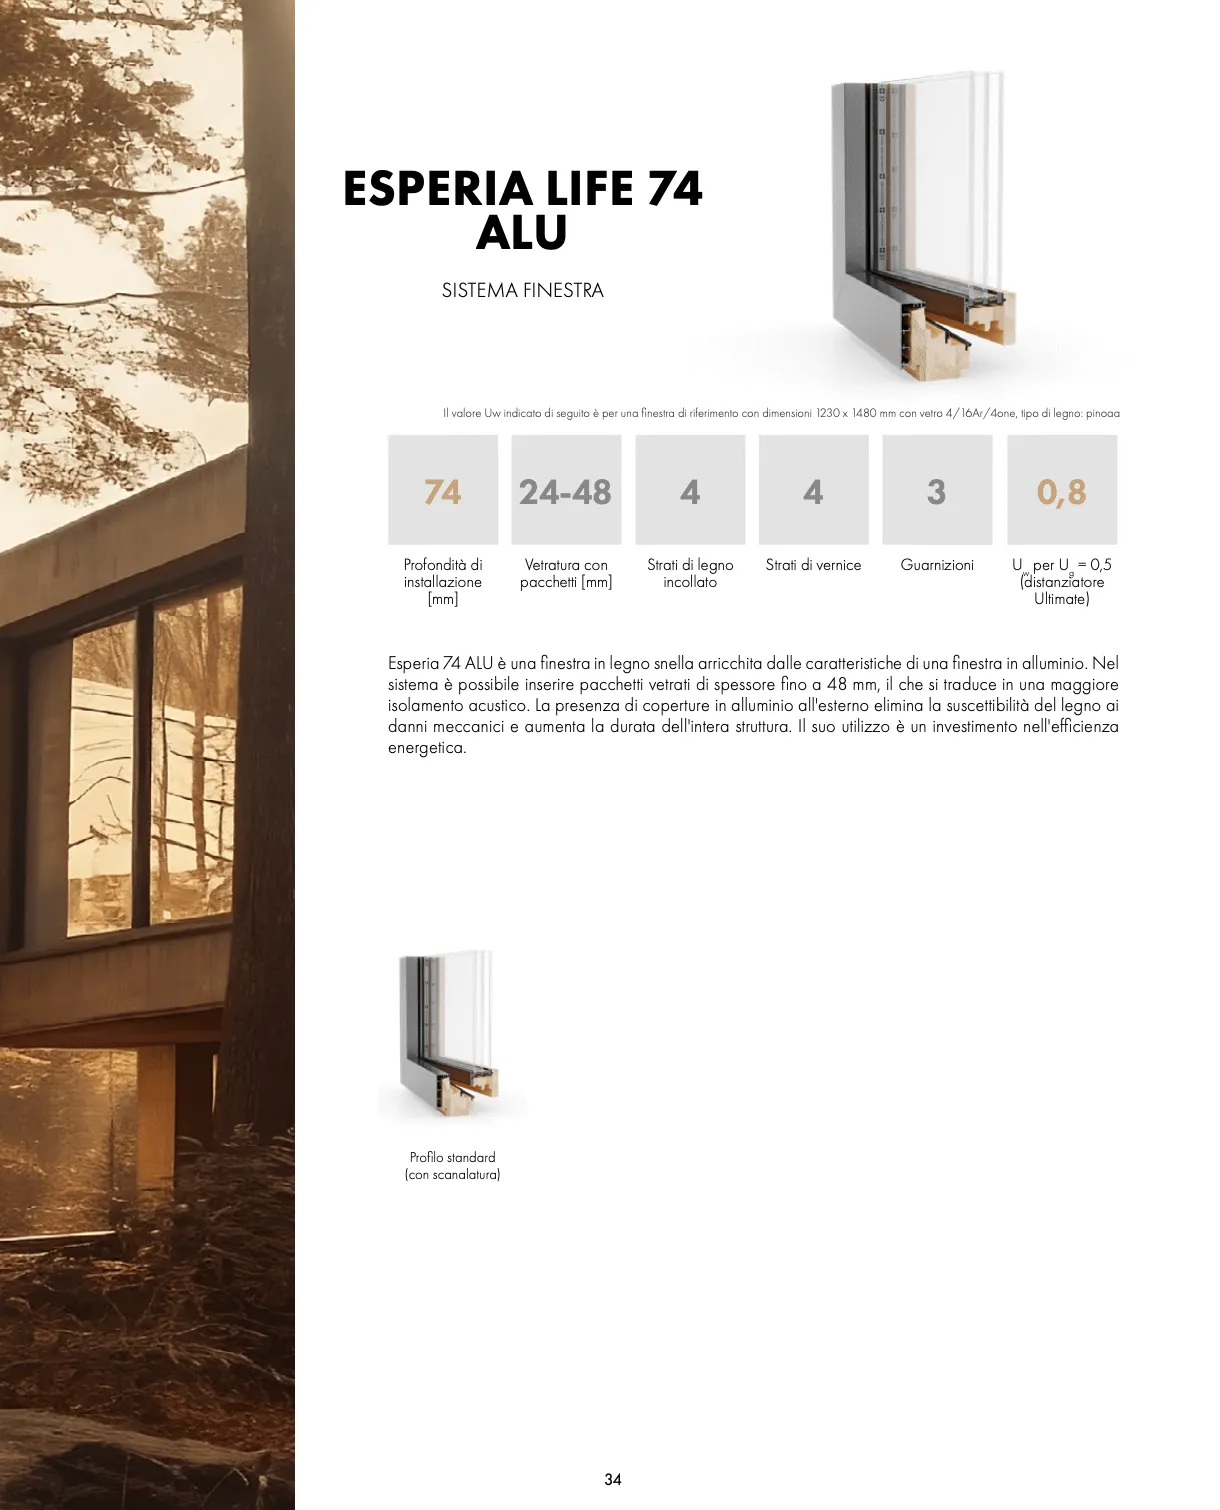 ESPERIA LIFE 74
ALU
SISTEMA FINESTRA
Il valore Uw indicato di seguito è per una finestra di riferimento con dimensioni 1230 x 1480 mm con vetro 4/16Ar/4one, tipo di legno: pinoaa
74
24-48
4
4
3
0,8
Profondità di
installazione
[mm]
Vetratura con
pacchetti [mm]
Strati di legno
incollato
Strati di vernice
Guarnizioni
Uw per Ug = 0,5
(distanziatore
Ultimate)
Esperia 74 ALU è una finestra in legno snella arricchita dalle caratteristiche di una finestra in alluminio. Nel
sistema è possibile inserire pacchetti vetrati di spessore fino a 48 mm, il che si traduce in una maggiore
isolamento acustico. La presenza di coperture in alluminio all'esterno elimina la suscettibilità del legno ai
danni meccanici e aumenta la durata dell'intera struttura. Il suo utilizzo è un investimento nell'efficienza
energetica.
Profilo standard
(con scanalatura)
34